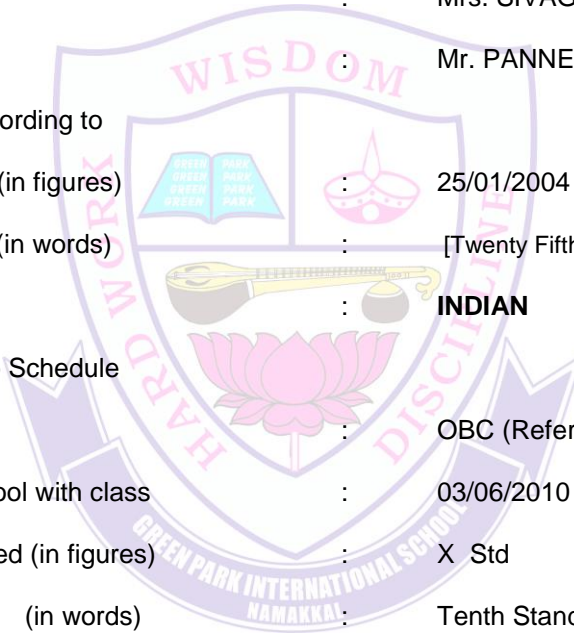 : Mrs. SIVAG
: Mr. PANNE
ording to
(in figures) : 25/01/2004
(in words) : [Twenty Fifth
: INDIAN
Schedule
: OBC (Refer
ool with class : 03/06/2010
ed (in figures) : X Std
(in words) : Tenth Stand
WISDOM
HARD WORK
DISCIPLINE
GREEN PARK
GREEN PARK
GREEN PARK
GREEN PARK
GREEN PARK INTERNATIONAL SCHOOL
NAMAKKAL